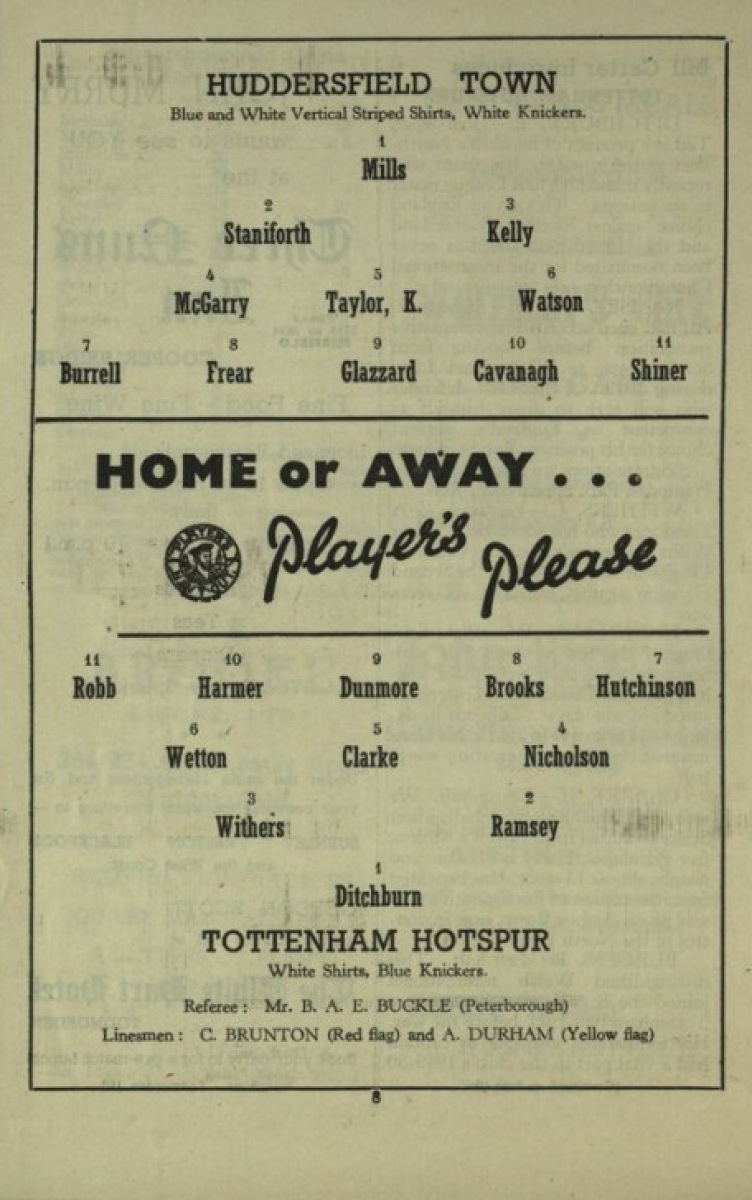 HUDDERSFIELD TOWN
Blue and White Vertical Striped Shirts, White Knickers.
1
Mills
2 3
Staniforth Kelly
4 5 6
McGarry Taylor, K. Watson
7 8 9 10 11
Burrell Frear Glazzard Cavanagh Shiner
HOME or AWAY . . .
PLAYER'S NAVY CUT
Player's Please
11 10 9 8 7
Robb Harmer Dunmore Brooks Hutchinson
6 5 4
Wetton Clarke Nicholson
3 2
Withers Ramsey
1
Ditchburn
TOTTENHAM HOTSPUR
White Shirts, Blue Knickers.
Referee : Mr. B. A. E. BUCKLE (Peterborough)
Linesmen : C. BRUNTON (Red flag) and A. DURHAM (Yellow flag)
8